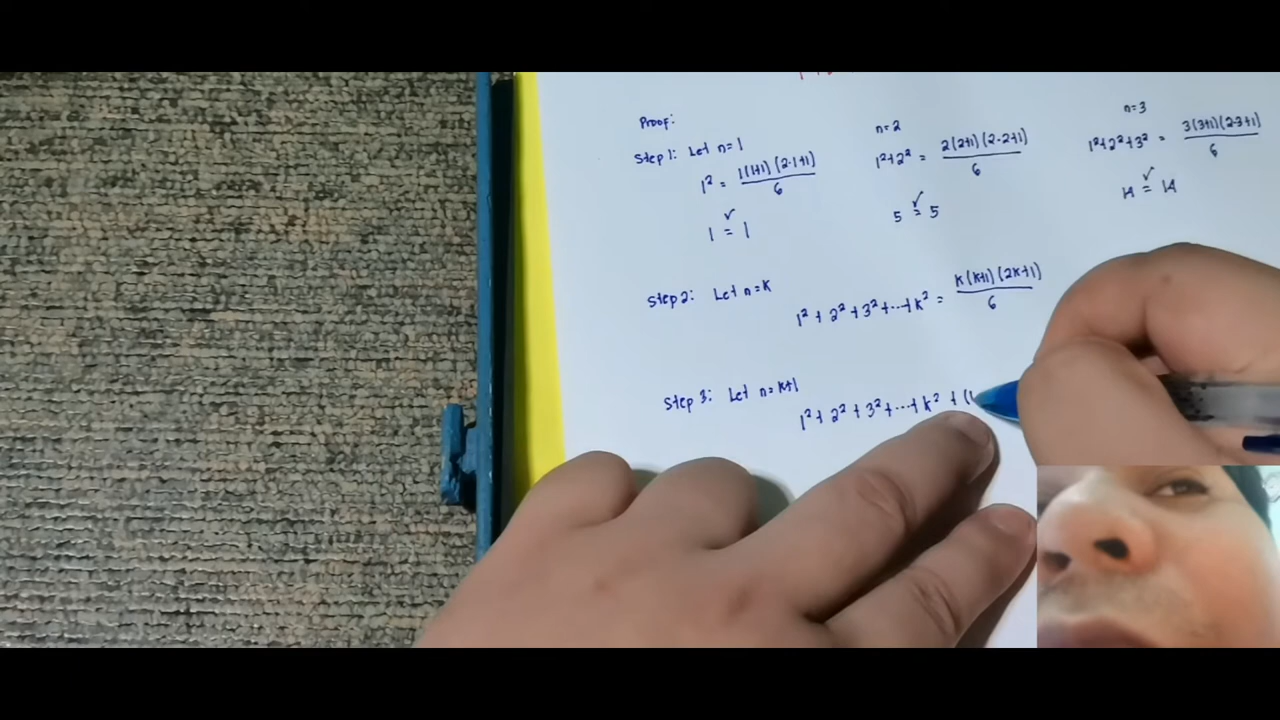 Proof:
Step 1: Let n=1
1² = 1(1+1)(2·1+1)/6
1 = 1
n=2
1²+2² = 2(2+1)(2·2+1)/6
5 = 5
n=3
1²+2²+3² = 3(3+1)(2·3+1)/6
14 = 14
Step 2: Let n=k
1² + 2² + 3² + ... + k² = k(k+1)(2k+1)/6
Step 3: Let n=k+1
1² + 2² + 3² + ... + k² + (